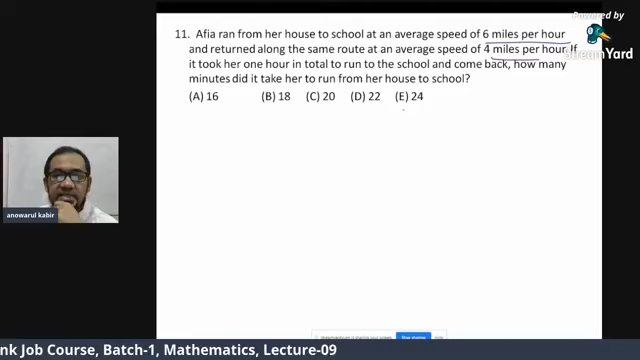 Powered by
StreamYard
11. Afia ran from her house to school at an average speed of 6 miles per hour
and returned along the same route at an average speed of 4 miles per hour. If
it took her one hour in total to run to the school and come back, how many
minutes did it take her to run from her house to school?
(A) 16 (B) 18 (C) 20 (D) 22 (E) 24
anowarul kabir
nk Job Course, Batch-1, Mathematics, Lecture-09